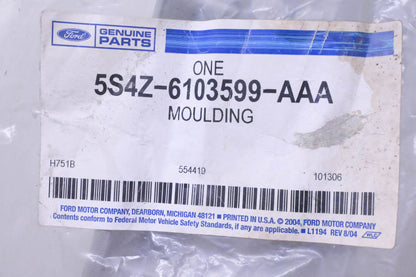 Ford
GENUINE
PARTS
ONE
5S4Z-6103599-AAA
MOULDING
H751B 554419 101306
FORD MOTOR COMPANY, DEARBORN, MICHIGAN 48121 ■ PRINTED IN U.S.A. © 2004, FORD MOTOR COMPANY
Contents conform to Federal Motor Vehicle Safety Standards, if any are applicable. ■ L1194 REV 8/04